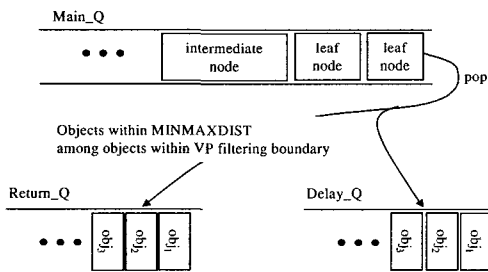 Main_Q
intermediate
node
leaf
node
leaf
node
pop
Objects within MINMAXDIST
among objects within VP filtering boundary
Return_Q
Delay_Q
obj3
obj2
obj1
obj3
obj2
obj1